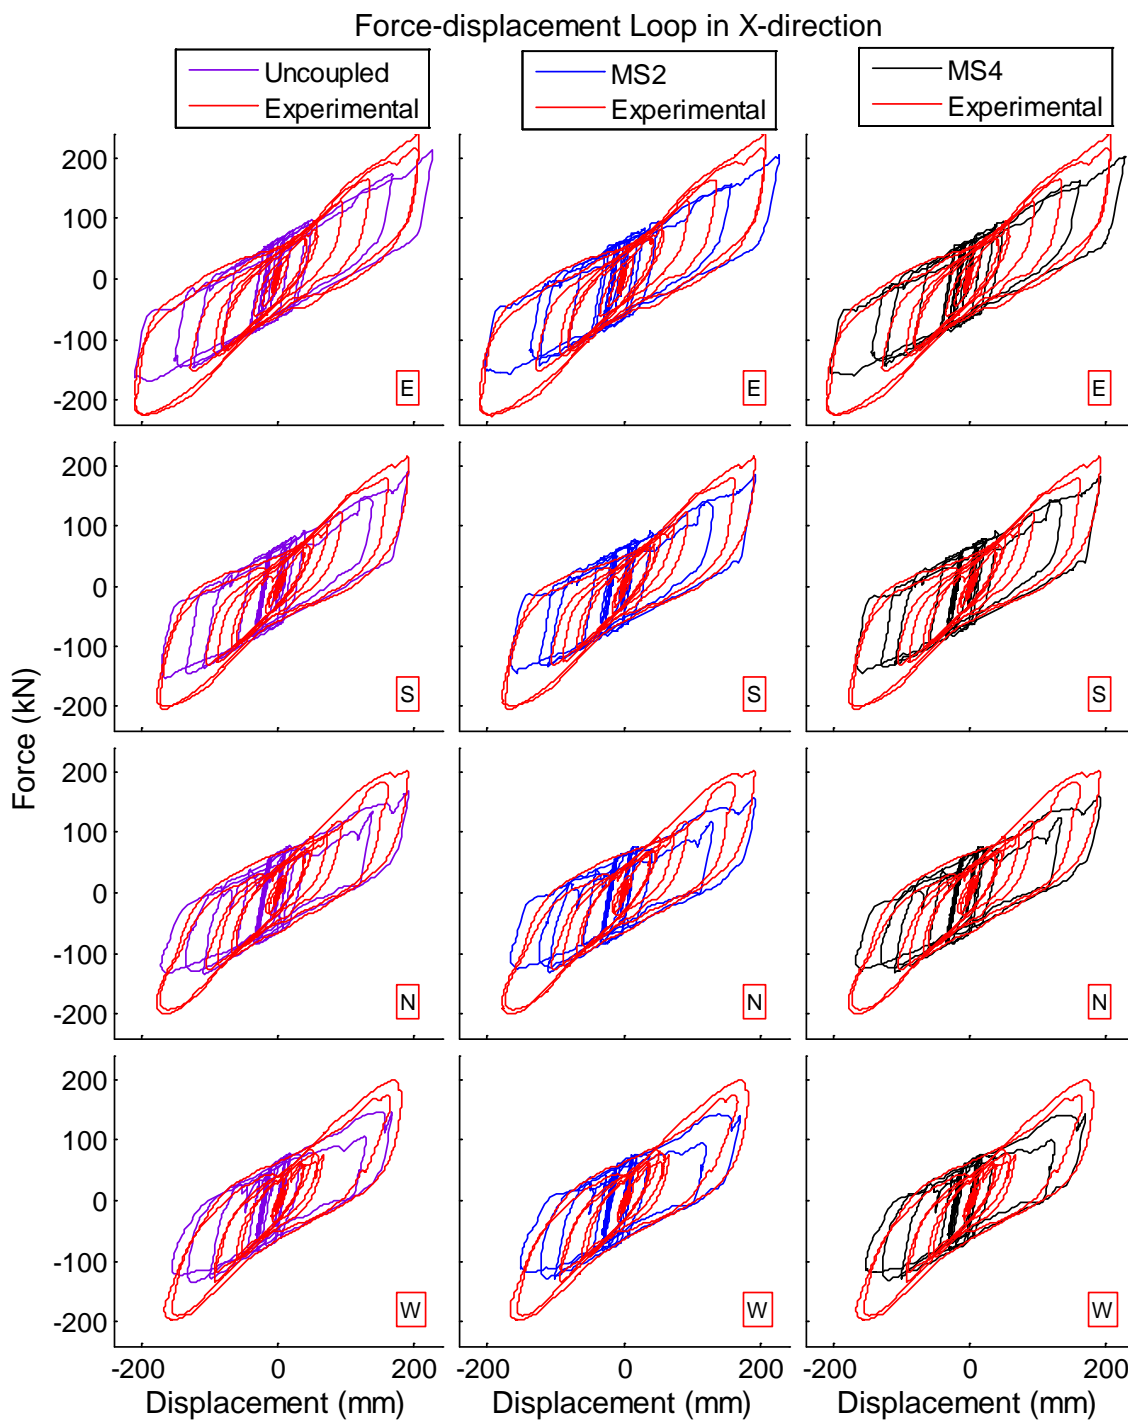 Force-displacement Loop in X-direction
Uncoupled
Experimental
MS2
Experimental
MS4
Experimental
200
100
0
-100
-200
E
E
E
200
100
0
-100
-200
S
S
S
200
100
0
-100
-200
N
N
N
200
100
0
-100
-200
W
W
W
Force (kN)
-200 0 200 -200 0 200 -200 0 200
Displacement (mm) Displacement (mm) Displacement (mm)